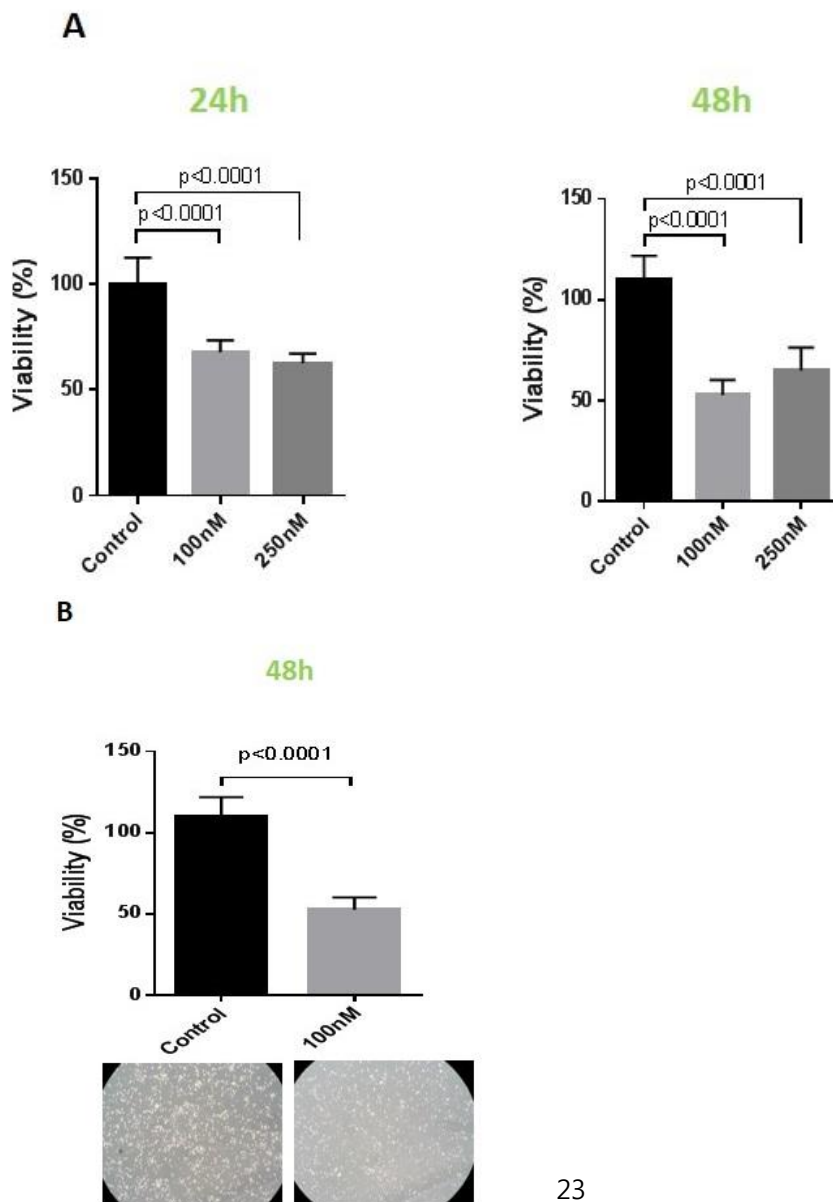 A
24h
150
100
50
0
Viability (%)
p<0.0001
p<0.0001
Control
100nM
250nM
48h
150
100
50
0
Viability (%)
p<0.0001
p<0.0001
Control
100nM
250nM
B
48h
150
100
50
0
Viability (%)
p<0.0001
Control
100nM
23